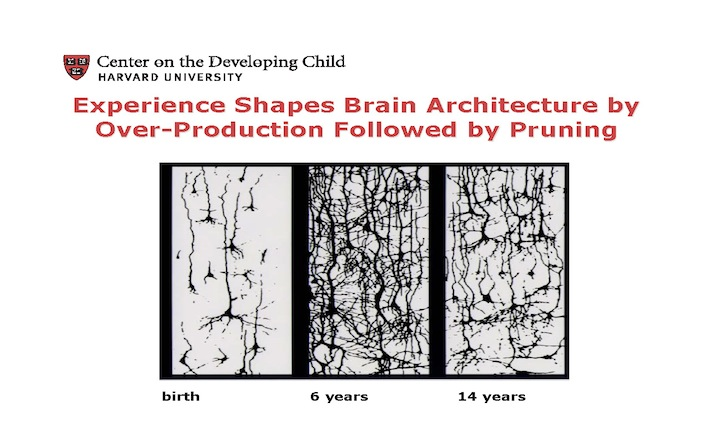 Center on the Developing Child
HARVARD UNIVERSITY
Experience Shapes Brain Architecture by
Over-Production Followed by Pruning
birth
6 years
14 years